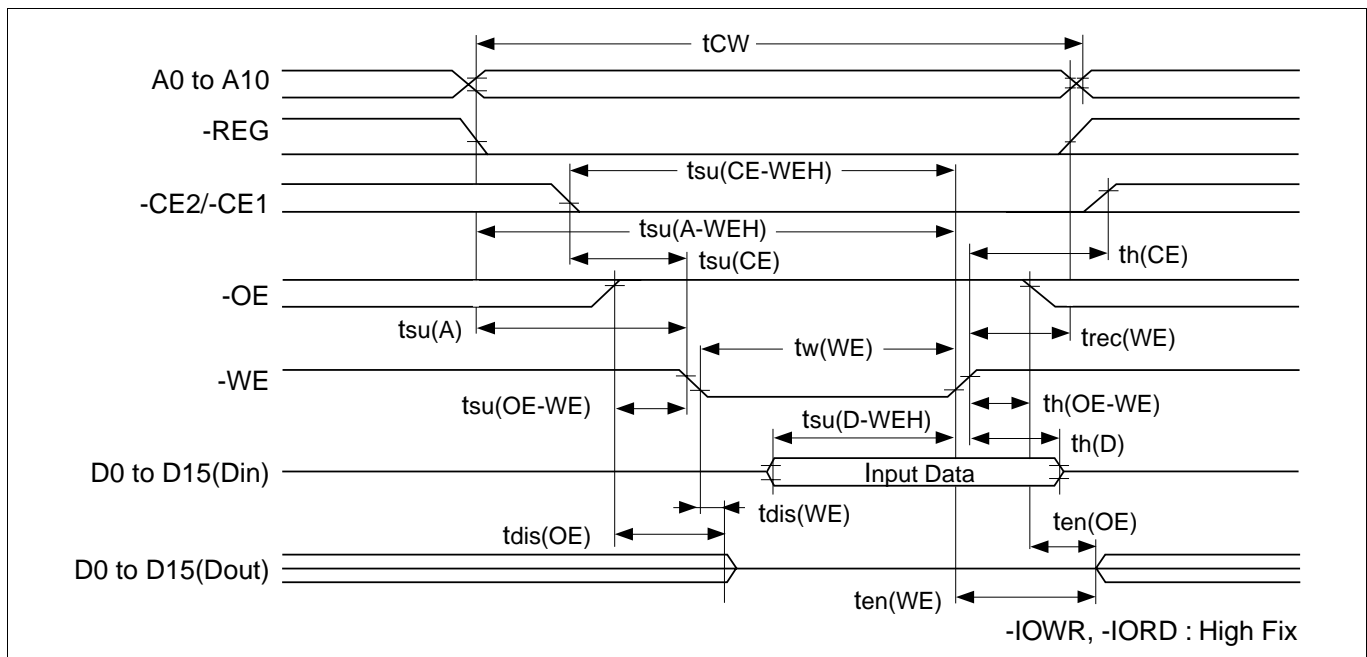 tCW
A0 to A10
-REG
tsu(CE-WEH)
-CE2/-CE1
tsu(A-WEH)
tsu(CE)
th(CE)
-OE
tsu(A)
trec(WE)
tw(WE)
-WE
tsu(OE-WE)
th(OE-WE)
tsu(D-WEH)
th(D)
D0 to D15(Din)
Input Data
tdis(WE)
tdis(OE)
ten(OE)
D0 to D15(Dout)
ten(WE)
-IOWR, -IORD : High Fix